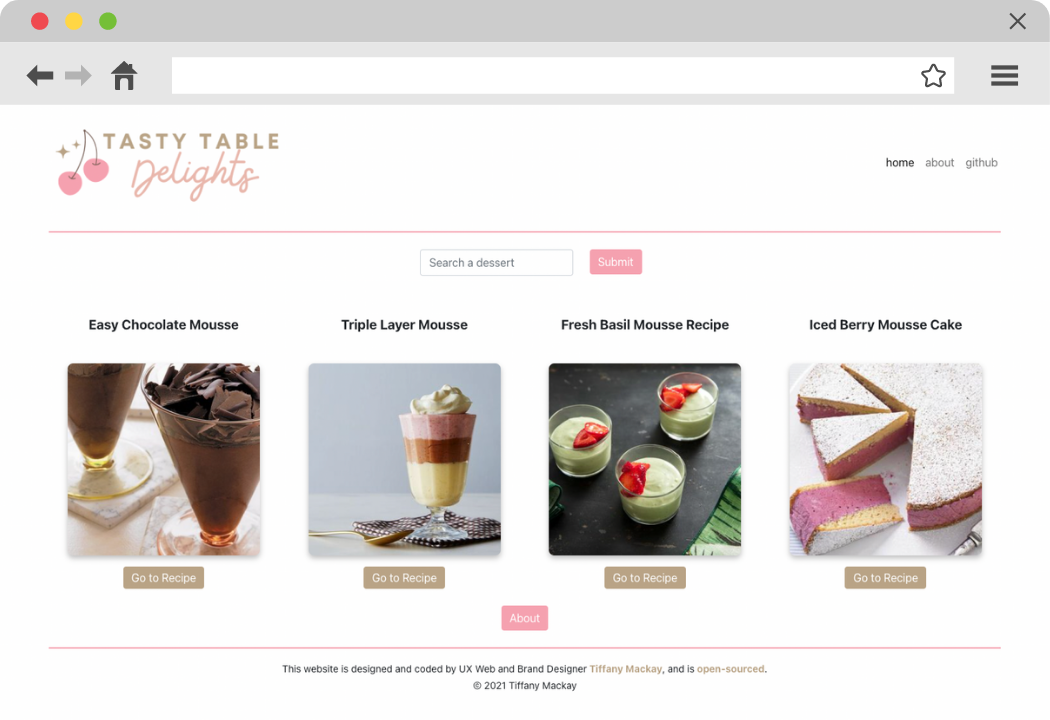 TASTY TABLE
Delights
home about github
Search a dessert Submit
Easy Chocolate Mousse Triple Layer Mousse Fresh Basil Mousse Recipe Iced Berry Mousse Cake
Go to Recipe Go to Recipe Go to Recipe Go to Recipe
About
This website is designed and coded by UX Web and Brand Designer Tiffany Mackay, and is open-sourced.
© 2021 Tiffany Mackay